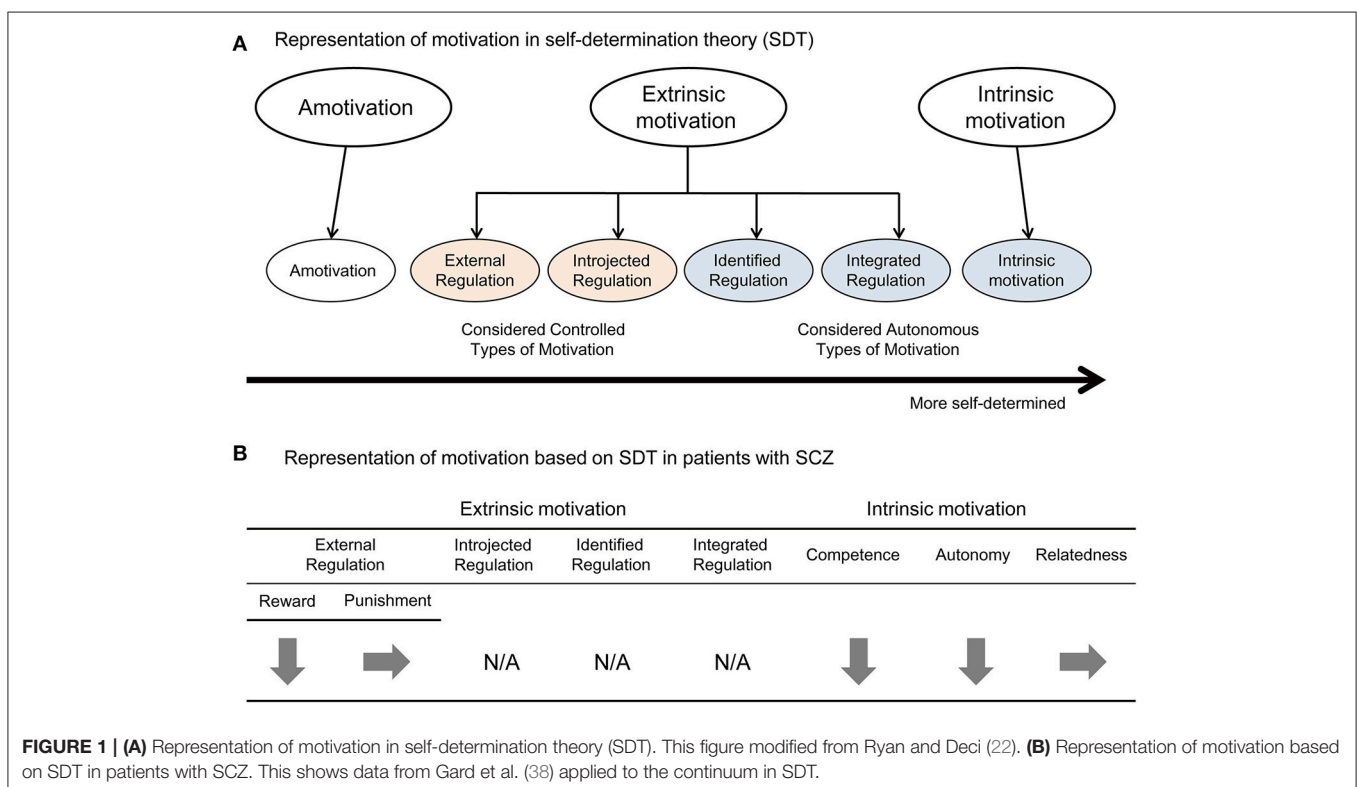 A Representation of motivation in self-determination theory (SDT)
Amotivation
Extrinsic
motivation
Intrinsic
motivation
Amotivation
External
Regulation
Introjected
Regulation
Identified
Regulation
Integrated
Regulation
Intrinsic
motivation
Considered Controlled
Types of Motivation
Considered Autonomous
Types of Motivation
More self-determined
B Representation of motivation based on SDT in patients with SCZ
Extrinsic motivation
Intrinsic motivation
External
Regulation
Introjected
Regulation
Identified
Regulation
Integrated
Regulation
Competence
Autonomy
Relatedness
Reward
Punishment
N/A
N/A
N/A
FIGURE 1 | (A) Representation of motivation in self-determination theory (SDT). This figure modified from Ryan and Deci (22). (B) Representation of motivation based
on SDT in patients with SCZ. This shows data from Gard et al. (38) applied to the continuum in SDT.